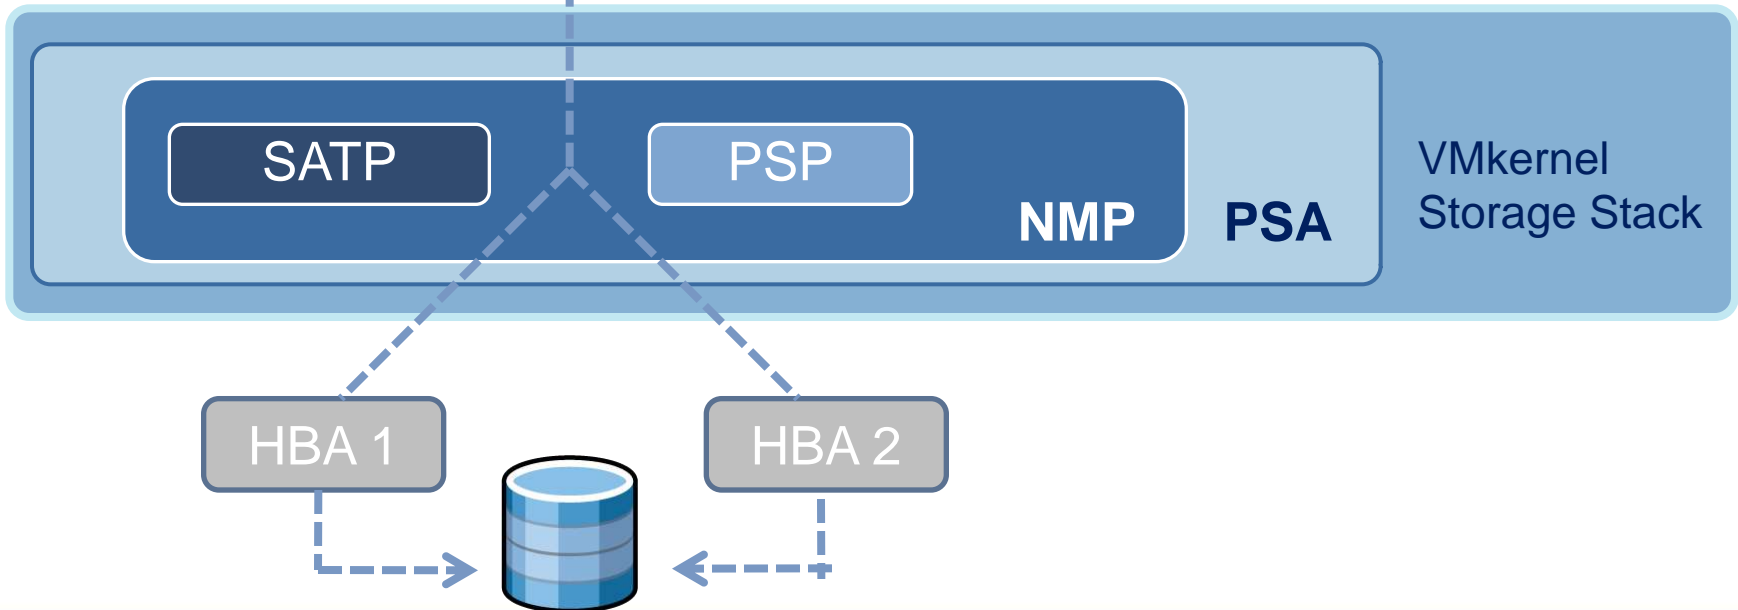 SATP
PSP
NMP
PSA
VMkernel
Storage Stack
HBA 1
HBA 2